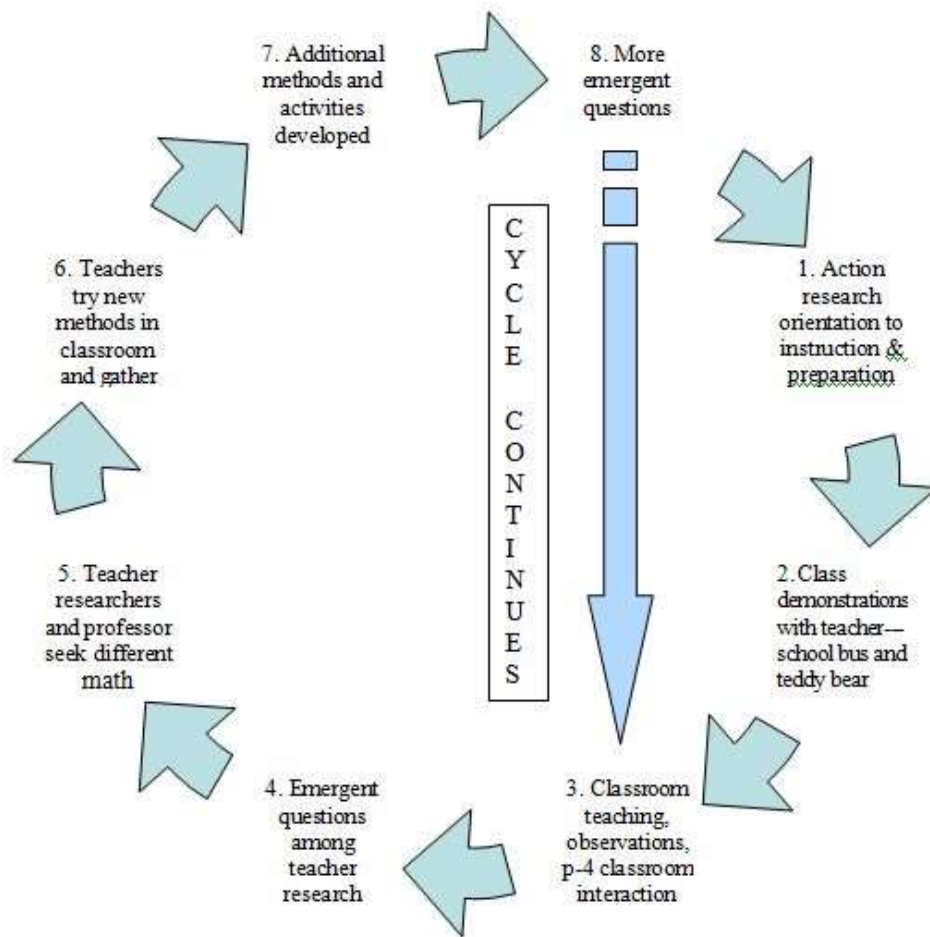 7. Additional
methods and
activities
developed
8. More
emergent
questions
1. Action
research
orientation to
instruction &
preparation
2. Class
demonstrations
with teacher---
school bus and
teddy bear
3. Classroom
teaching,
observations,
p-4 classroom
interaction
4. Emergent
questions
among
teacher
research
5. Teacher
researchers
and professor
seek different
math
6. Teachers
try new
methods in
classroom
and gather
C
Y
C
L
E
C
O
N
T
I
N
U
E
S